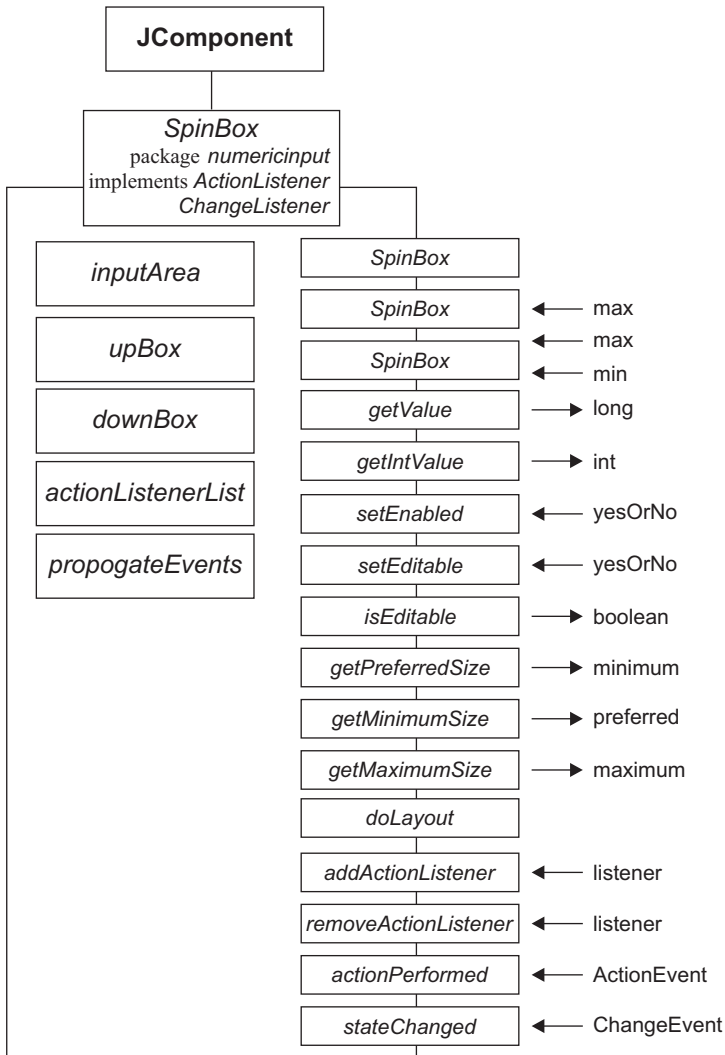 JComponent
SpinBox
package numericinput
implements ActionListener
ChangeListener
inputArea
upBox
downBox
actionListenerList
propogateEvents
SpinBox
SpinBox
max
SpinBox
max
min
getValue
long
getIntValue
int
setEnabled
yesOrNo
setEditable
yesOrNo
isEditable
boolean
getPreferredSize
minimum
getMinimumSize
preferred
getMaximumSize
maximum
doLayout
addActionListener
listener
removeActionListener
listener
actionPerformed
ActionEvent
stateChanged
ChangeEvent